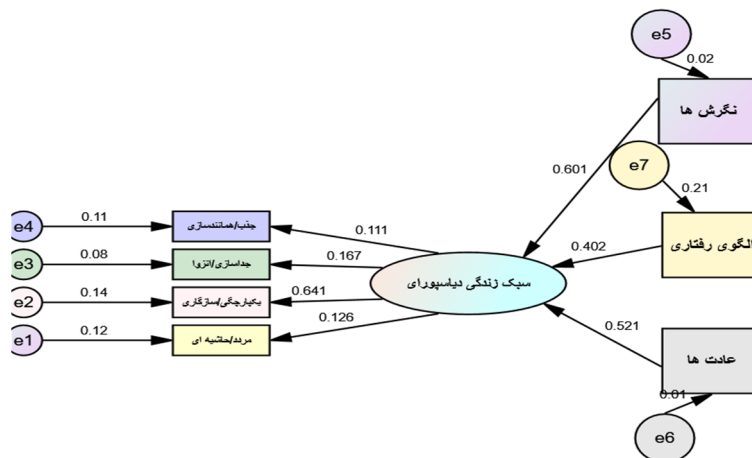 e5
0.02
نگرش ها
0.601
e7
0.21
الگوی رفتاری
0.402
e4
0.11
جذب/همانندسازی
0.111
e3
0.08
جداسازی/انزوا
0.167
سبک زندگی دیاسپورای
e2
0.14
یکپارچگی/سازگاری
0.641
e1
0.12
مردد/حاشیه ای
0.126
0.521
عادت ها
0.01
e6